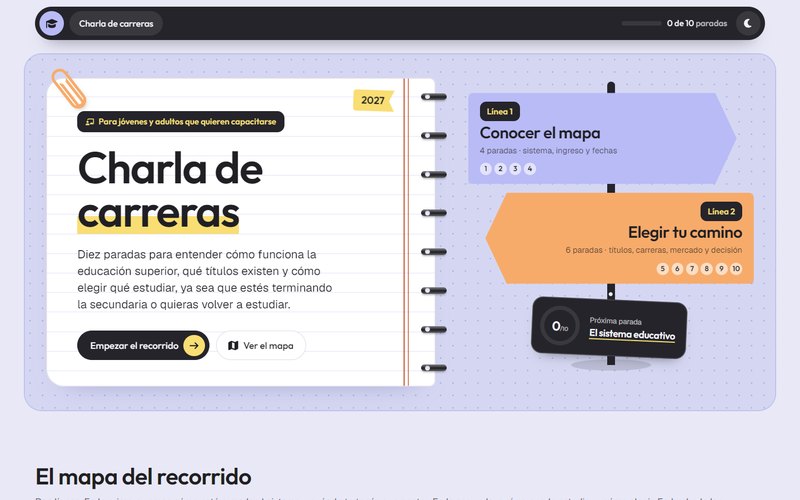 Charla de carreras
0 de 10 paradas
2027
Para jóvenes y adultos que quieren capacitarse
Charla de
carreras
Diez paradas para entender cómo funciona la
educación superior, qué títulos existen y cómo
elegir qué estudiar, ya sea que estés terminando
la secundaria o quieras volver a estudiar.
Empezar el recorrido
Ver el mapa
Línea 1
Conocer el mapa
4 paradas · sistema, ingreso y fechas
1 2 3 4
Línea 2
Elegir tu camino
6 paradas · títulos, carreras, mercado y decisión
5 6 7 8 9 10
0/10
Próxima parada
El sistema educativo
El mapa del recorrido